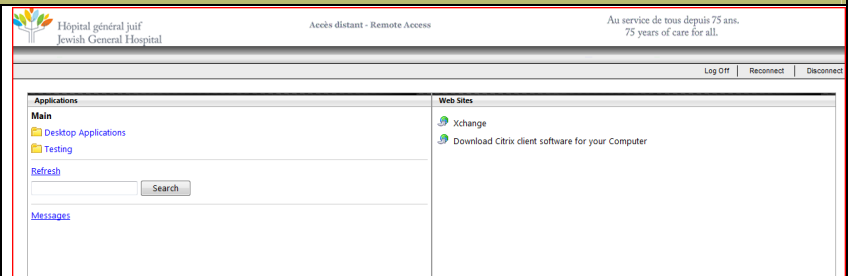 Hôpital général juif
Jewish General Hospital
Accès distant - Remote Access
Au service de tous depuis 75 ans.
75 years of care for all.
Log Off | Reconnect | Disconnect
Applications
Main
Desktop Applications
Testing
Refresh
Search
Messages
Web Sites
Xchange
Download Citrix client software for your Computer